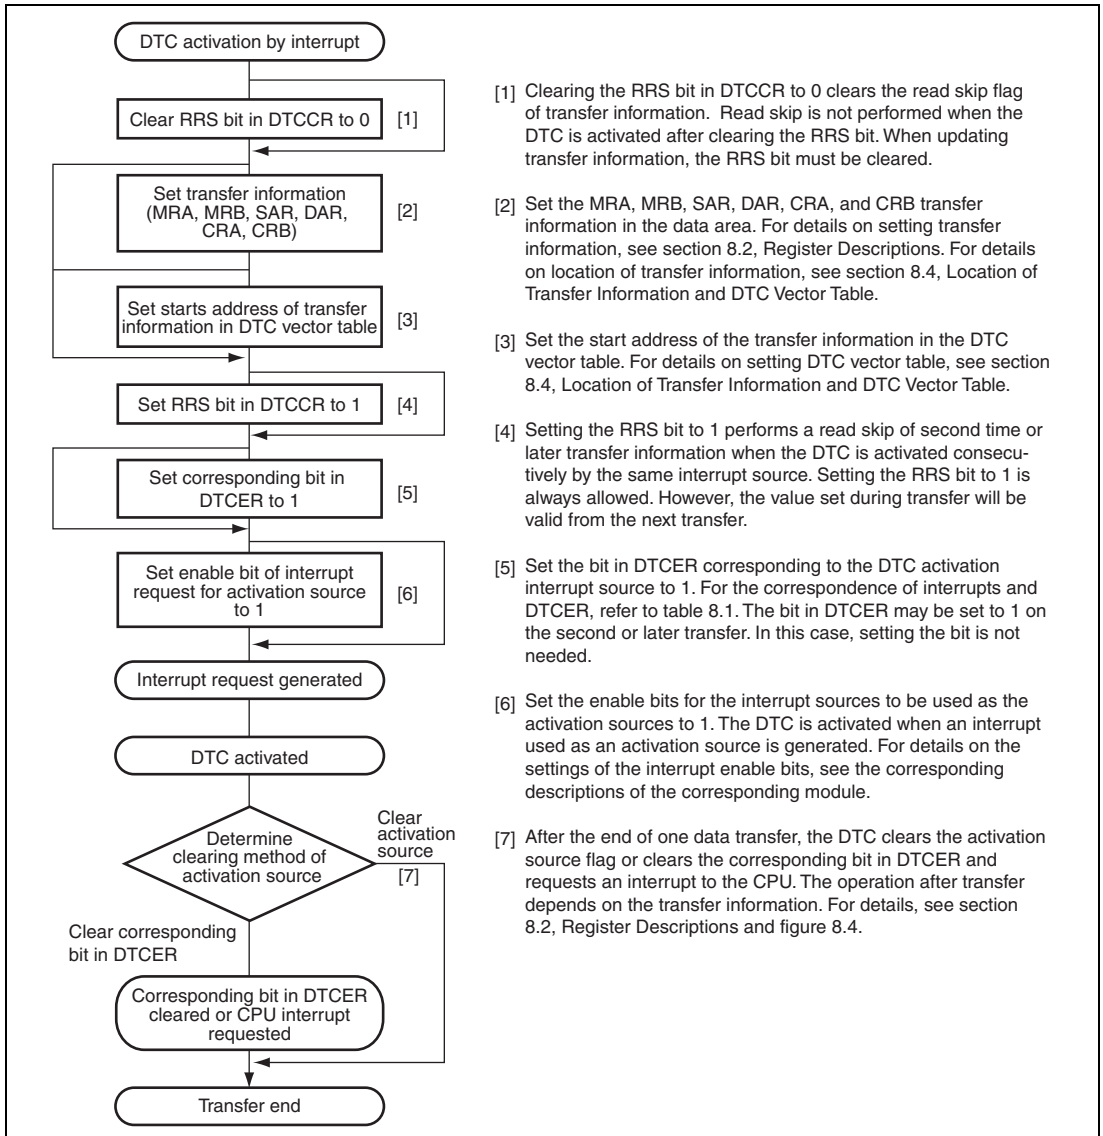 DTC activation by interrupt
Clear RRS bit in DTCCR to 0
[1]
Set transfer information
(MRA, MRB, SAR, DAR,
CRA, CRB)
[2]
Set starts address of transfer
information in DTC vector table
[3]
Set RRS bit in DTCCR to 1
[4]
Set corresponding bit in
DTCER to 1
[5]
Set enable bit of interrupt
request for activation source
to 1
[6]
Interrupt request generated
DTC activated
Determine
clearing method of
activation source
Clear
activation
source
[7]
Clear corresponding
bit in DTCER
Corresponding bit in DTCER
cleared or CPU interrupt
requested
Transfer end
[1] Clearing the RRS bit in DTCCR to 0 clears the read skip flag
of transfer information. Read skip is not performed when the
DTC is activated after clearing the RRS bit. When updating
transfer information, the RRS bit must be cleared.
[2] Set the MRA, MRB, SAR, DAR, CRA, and CRB transfer
information in the data area. For details on setting transfer
information, see section 8.2, Register Descriptions. For details
on location of transfer information, see section 8.4, Location of
Transfer Information and DTC Vector Table.
[3] Set the start address of the transfer information in the DTC
vector table. For details on setting DTC vector table, see section
8.4, Location of Transfer Information and DTC Vector Table.
[4] Setting the RRS bit to 1 performs a read skip of second time or
later transfer information when the DTC is activated consecu-
tively by the same interrupt source. Setting the RRS bit to 1 is
always allowed. However, the value set during transfer will be
valid from the next transfer.
[5] Set the bit in DTCER corresponding to the DTC activation
interrupt source to 1. For the correspondence of interrupts and
DTCER, refer to table 8.1. The bit in DTCER may be set to 1 on
the second or later transfer. In this case, setting the bit is not
needed.
[6] Set the enable bits for the interrupt sources to be used as the
activation sources to 1. The DTC is activated when an interrupt
used as an activation source is generated. For details on the
settings of the interrupt enable bits, see the corresponding
descriptions of the corresponding module.
[7] After the end of one data transfer, the DTC clears the activation
source flag or clears the corresponding bit in DTCER and
requests an interrupt to the CPU. The operation after transfer
depends on the transfer information. For details, see section
8.2, Register Descriptions and figure 8.4.